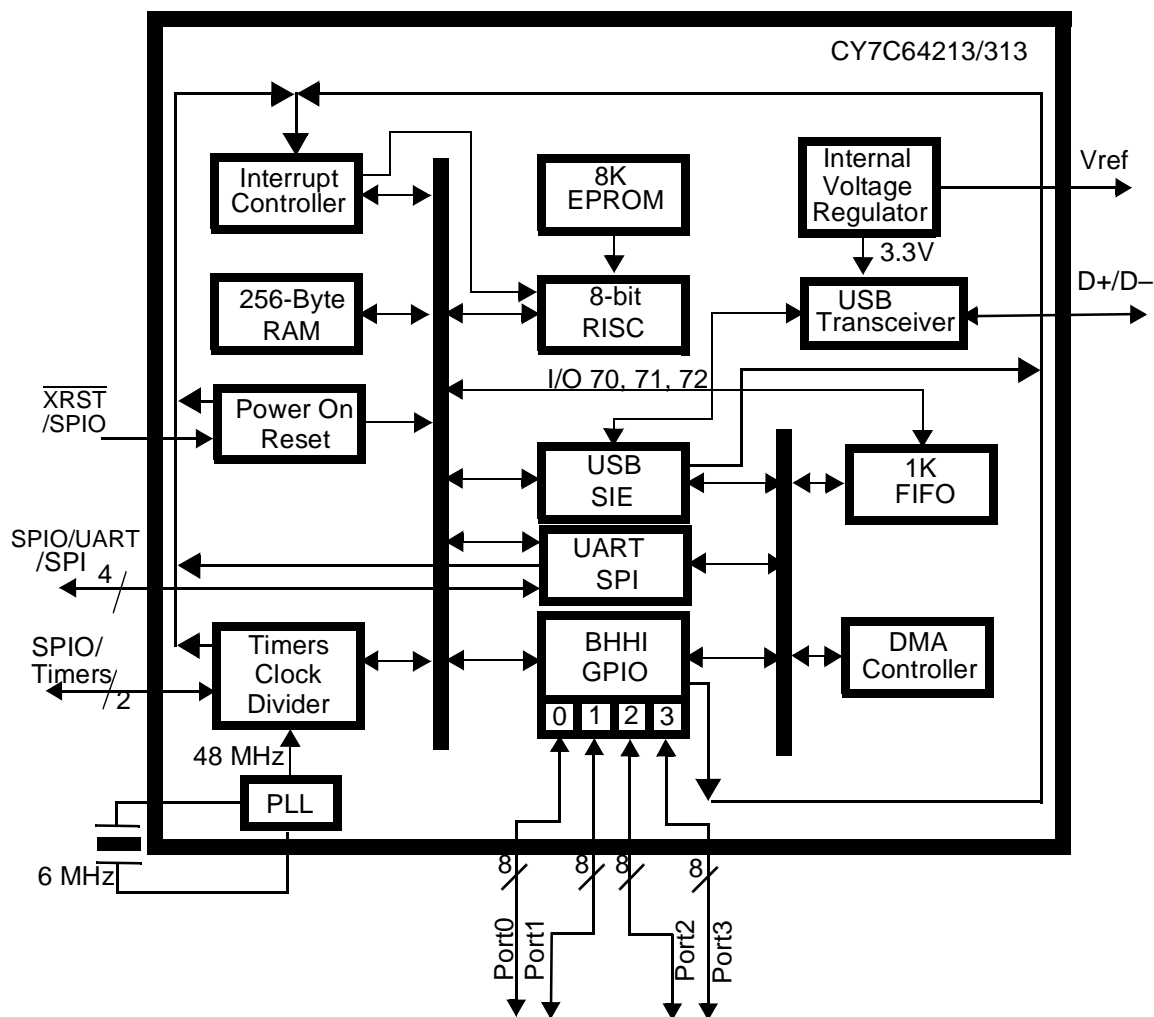 CY7C64213/313
Interrupt
Controller
8K
EPROM
Internal
Voltage
Regulator
Vref
3.3V
256-Byte
RAM
8-bit
RISC
USB
Transceiver
D+/D–
I/O 70, 71, 72
XRST
/SPIO
Power On
Reset
USB
SIE
1K
FIFO
SPIO/UART
/SPI
4
UART
SPI
SPIO/
Timers
2
Timers
Clock
Divider
BHHI
GPIO
0 1 2 3
DMA
Controller
48 MHz
PLL
6 MHz
8 8 8 8
Port0
Port1
Port2
Port3